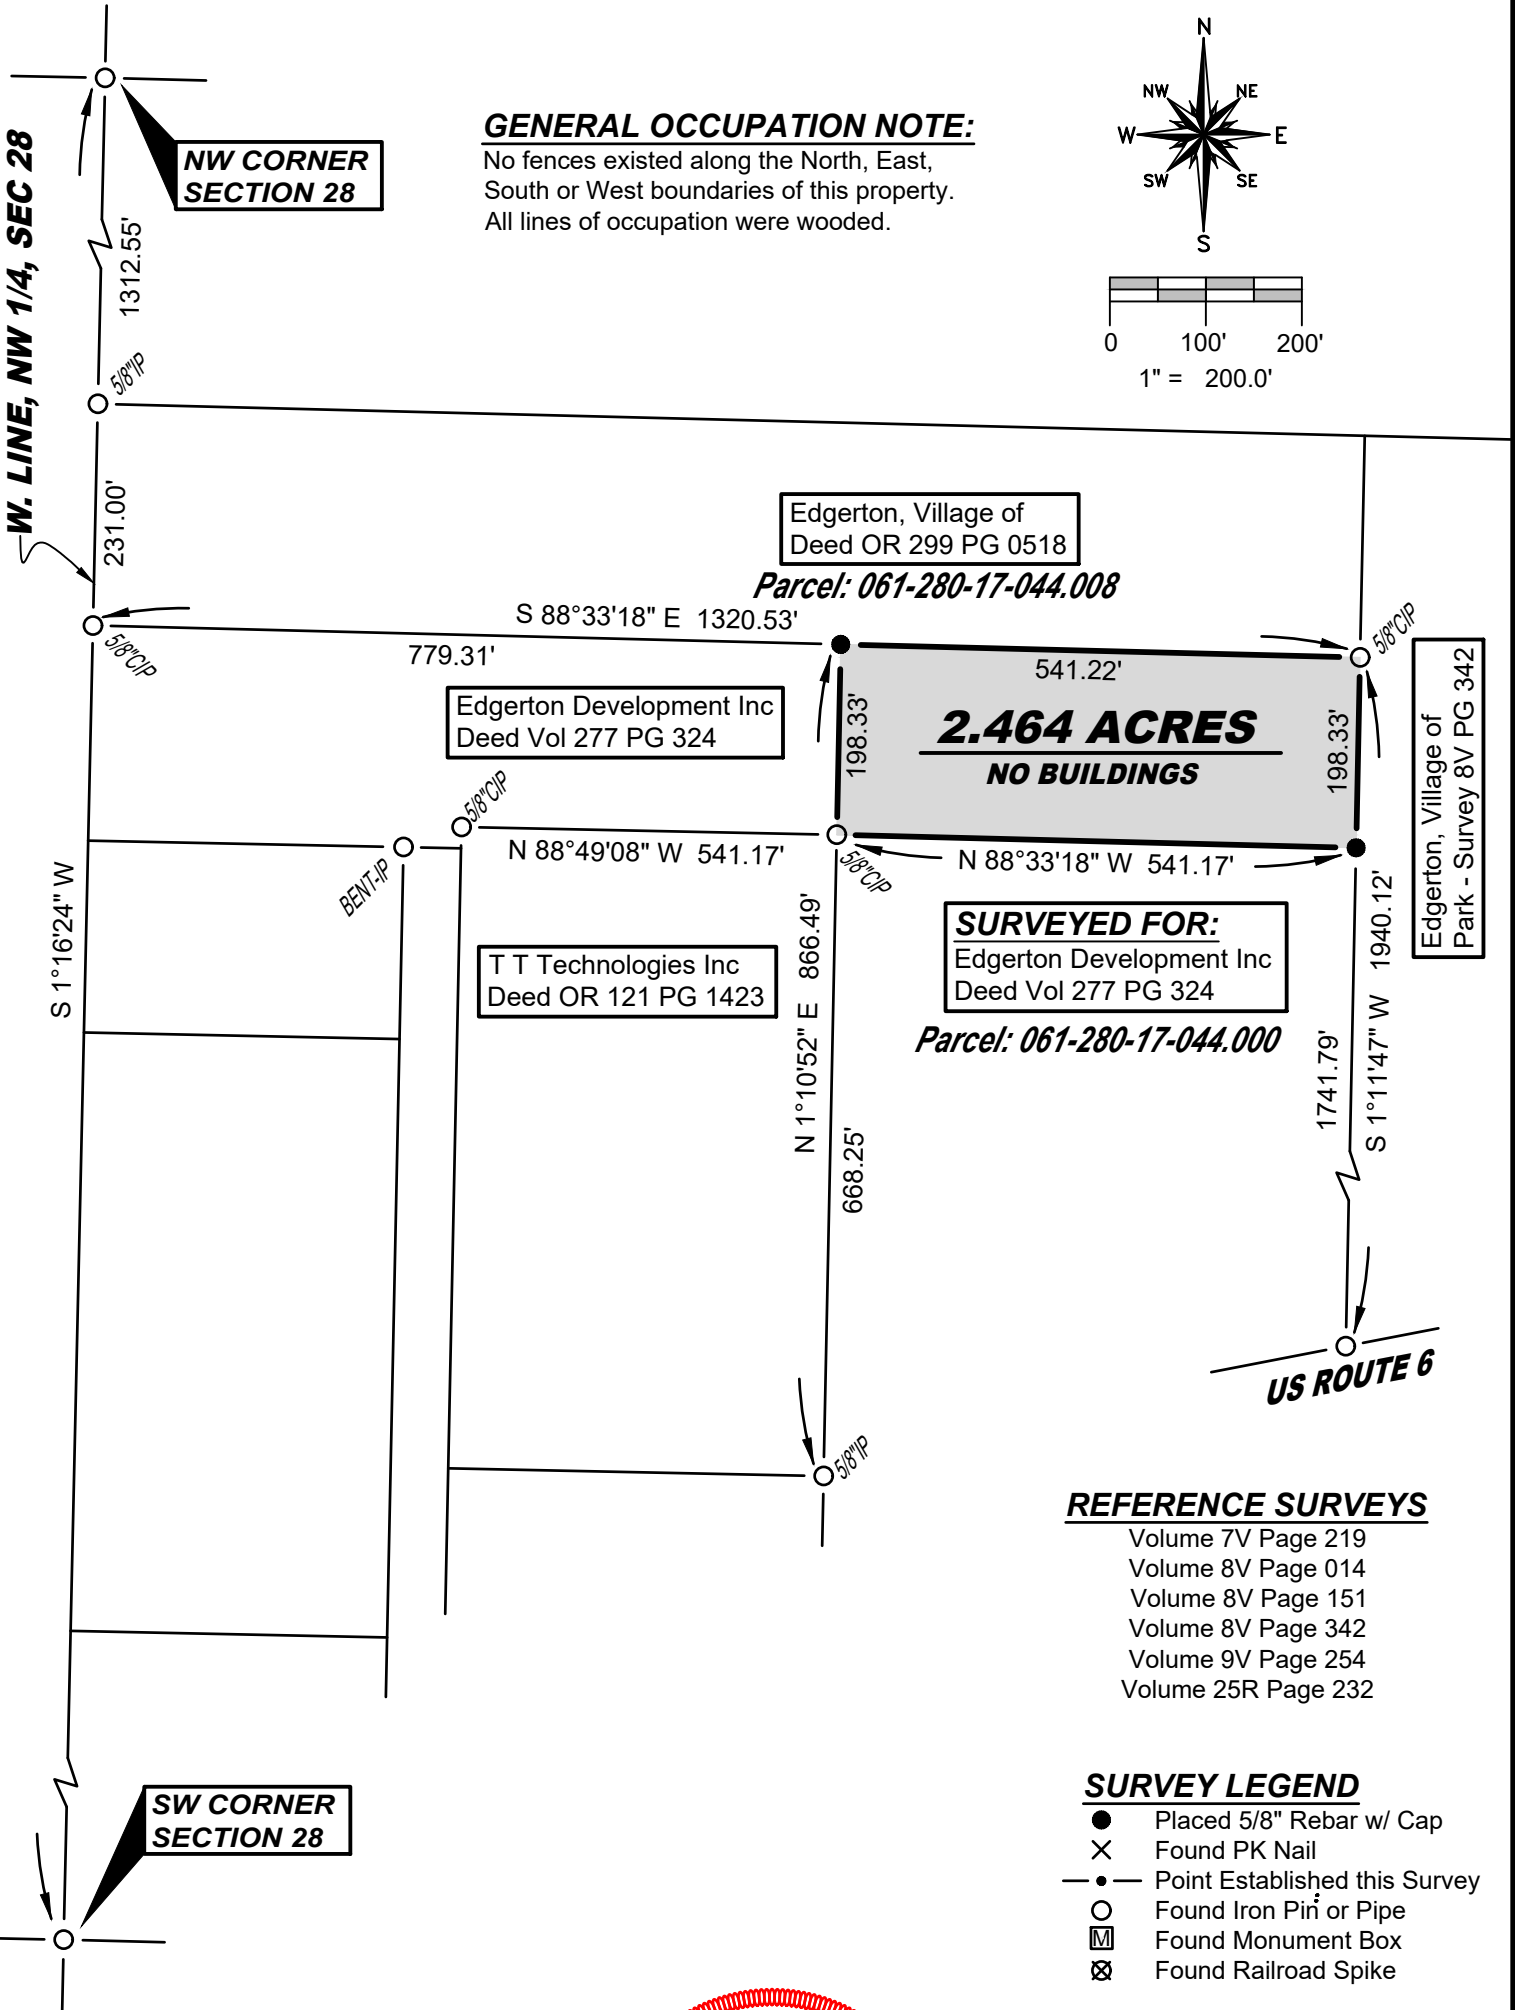 N
NW
NE
W
E
SW
SE
S
0 100' 200'
1" = 200.0'
GENERAL OCCUPATION NOTE:
No fences existed along the North, East,
South or West boundaries of this property.
All lines of occupation were wooded.
NW CORNER
SECTION 28
W. LINE, NW 1/4, SEC 28
1312.55'
5/8"IP
231.00'
5/8"CIP
Edgerton, Village of
Deed OR 299 PG 0518
Parcel: 061-280-17-044.008
S 88°33'18" E 1320.53'
779.31'
541.22'
5/8"CIP
Edgerton Development Inc
Deed Vol 277 PG 324
198.33'
2.464 ACRES
NO BUILDINGS
198.33'
Edgerton, Village of
Park - Survey 8V PG 342
5/8"CIP
N 88°49'08" W 541.17'
5/8"CIP
N 88°33'18" W 541.17'
BENT-IP
S 1°16'24" W
T T Technologies Inc
Deed OR 121 PG 1423
N 1°10'52" E 866.49'
668.25'
SURVEYED FOR:
Edgerton Development Inc
Deed Vol 277 PG 324
Parcel: 061-280-17-044.000
1741.79'
S 1°11'47" W 1940.12'
US ROUTE 6
5/8"IP
REFERENCE SURVEYS
Volume 7V Page 219
Volume 8V Page 014
Volume 8V Page 151
Volume 8V Page 342
Volume 9V Page 254
Volume 25R Page 232
SW CORNER
SECTION 28
SURVEY LEGEND
Placed 5/8" Rebar w/ Cap
Found PK Nail
Point Established this Survey
Found Iron Pin or Pipe
M Found Monument Box
Found Railroad Spike